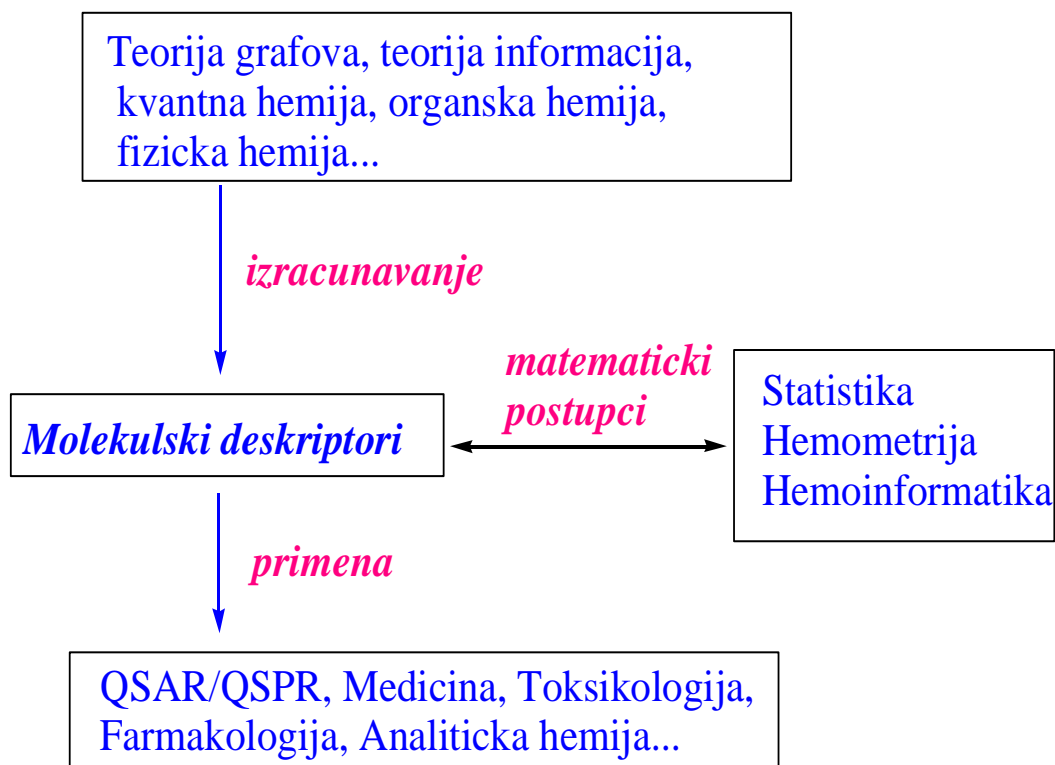 Teorija grafova, teorija informacija,
kvantna hemija, organska hemija,
fizicka hemija...
izracunavanje
matematicki
postupci
Molekulski deskriptori
Statistika
Hemometrija
Hemoinformatika
primena
QSAR/QSPR, Medicina, Toksikologija,
Farmakologija, Analiticka hemija...